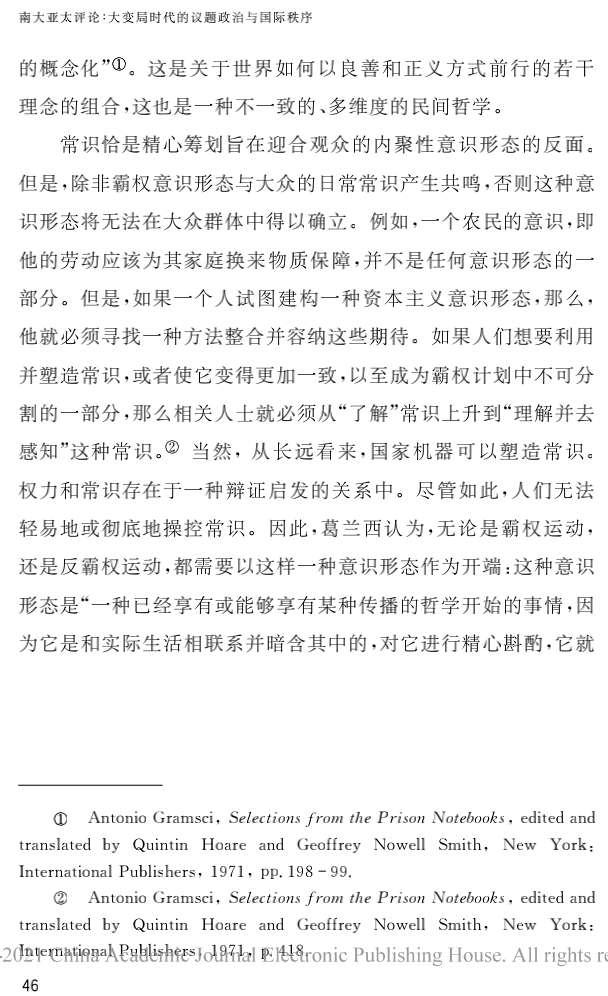 南大亚太评论:大变局时代的议题政治与国际秩序
的概念化”①。这是关于世界如何以良善和正义方式前行的若干
理念的组合,这也是一种不一致的、多维度的民间哲学。
常识恰是精心筹划旨在迎合观众的内聚性意识形态的反面。
但是,除非霸权意识形态与大众的日常常识产生共鸣,否则这种意
识形态将无法在大众群体中得以确立。例如,一个农民的意识,即
他的劳动应该为其家庭换来物质保障,并不是任何意识形态的一
部分。但是,如果一个人试图建构一种资本主义意识形态,那么,
他就必须寻找一种方法整合并容纳这些期待。如果人们想要利用
并塑造常识,或者使它变得更加一致,以至成为霸权计划中不可分
割的一部分,那么相关人士就必须从“了解”常识上升到“理解并去
感知”这种常识。② 当然,从长远看来,国家机器可以塑造常识。
权力和常识存在于一种辩证启发的关系中。尽管如此,人们无法
轻易地或彻底地操控常识。因此,葛兰西认为,无论是霸权运动,
还是反霸权运动,都需要以这样一种意识形态作为开端:这种意识
形态是“一种已经享有或能够享有某种传播的哲学开始的事情,因
为它是和实际生活相联系并暗含其中的,对它进行精心斟酌,它就
① Antonio Gramsci, Selections from the Prison Notebooks, edited and
translated by Quintin Hoare and Geoffrey Nowell Smith, New York:
International Publishers, 1971, pp. 198-99.
② Antonio Gramsci, Selections from the Prison Notebooks, edited and
translated by Quintin Hoare and Geoffrey Nowell Smith, New York:
International Publishers, 1971, p. 418.
-2021 China Academic Journal Electronic Publishing House. All rights re
46